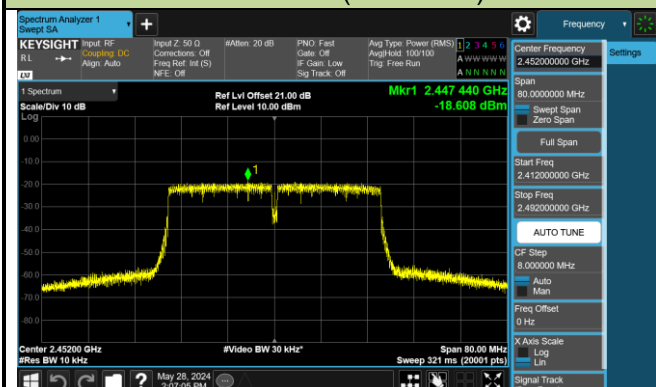 Spectrum Analyzer 1
Swept SA
+
Frequency
KEYSIGHT
RL
LXI
Input: RF
Coupling: DC
Align: Auto
Input Z: 50 Ω
Corrections: Off
Freq Ref: Int (S)
NFE: Off
#Atten: 20 dB
PNO: Fast
Gate: Off
IF Gain: Low
Sig Track: Off
Avg Type: Power (RMS)
Avg|Hold: 100/100
Trig: Free Run
1 2 3 4 5 6
A W W W W W
A N N N N N
1 Spectrum
Scale/Div 10 dB
Log
Ref Lvl Offset 21.00 dB
Ref Level 10.00 dBm
Mkr1 2.447 440 GHz
-18.608 dBm
0.00
-10.0
-20.0
-30.0
-40.0
-50.0
-60.0
-70.0
-80.0
1
Center 2.45200 GHz
#Res BW 10 kHz
#Video BW 30 kHz*
Span 80.00 MHz
Sweep 321 ms (20001 pts)
?
May 28, 2024
2:07:05 PM
Center Frequency
2.452000000 GHz
Span
80.0000000 MHz
Swept Span
Zero Span
Full Span
Start Freq
2.412000000 GHz
Stop Freq
2.492000000 GHz
AUTO TUNE
CF Step
8.000000 MHz
Auto
Man
Freq Offset
0 Hz
X Axis Scale
Log
Lin
Signal Track
Settings